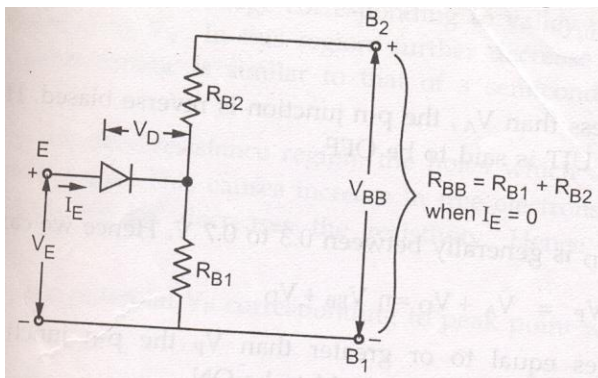 B2
+
RB2
VD
E
+
IE
VBB
RBB = RB1 + RB2
when IE = 0
VE
RB1
−
−
B1